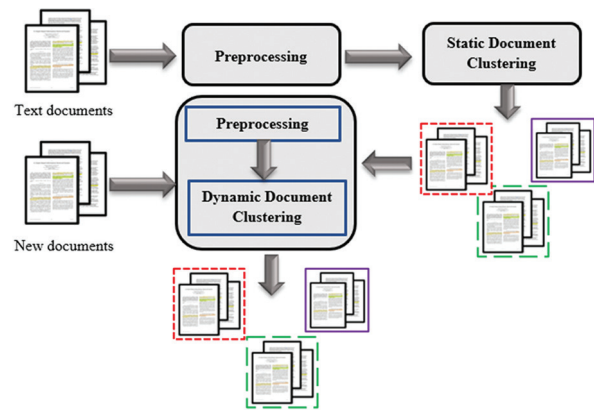 Preprocessing
Static Document
Clustering
Text documents
Preprocessing
Dynamic Document
Clustering
New documents